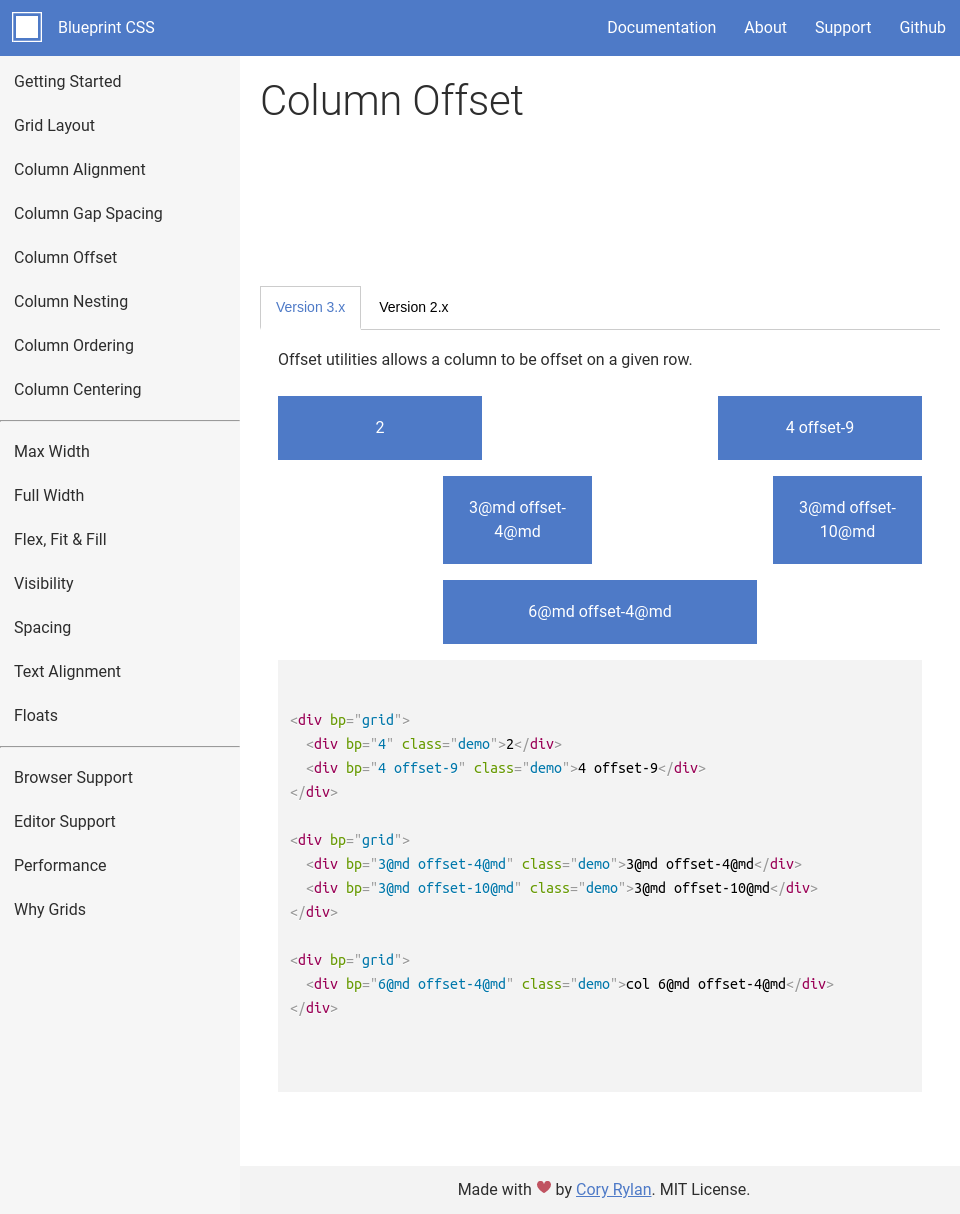 Blueprint CSS
Documentation About Support Github
Getting Started
Grid Layout
Column Alignment
Column Gap Spacing
Column Offset
Column Nesting
Column Ordering
Column Centering
Max Width
Full Width
Flex, Fit & Fill
Visibility
Spacing
Text Alignment
Floats
Browser Support
Editor Support
Performance
Why Grids
Column Offset
Version 3.x Version 2.x
Offset utilities allows a column to be offset on a given row.
2
4 offset-9
3@md offset-
4@md
3@md offset-
10@md
6@md offset-4@md
<div bp="grid">
  <div bp="4" class="demo">2</div>
  <div bp="4 offset-9" class="demo">4 offset-9</div>
</div>
<div bp="grid">
  <div bp="3@md offset-4@md" class="demo">3@md offset-4@md</div>
  <div bp="3@md offset-10@md" class="demo">3@md offset-10@md</div>
</div>
<div bp="grid">
  <div bp="6@md offset-4@md" class="demo">col 6@md offset-4@md</div>
</div>
Made with ❤ by Cory Rylan. MIT License.